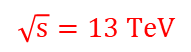 √s = 13 TeV